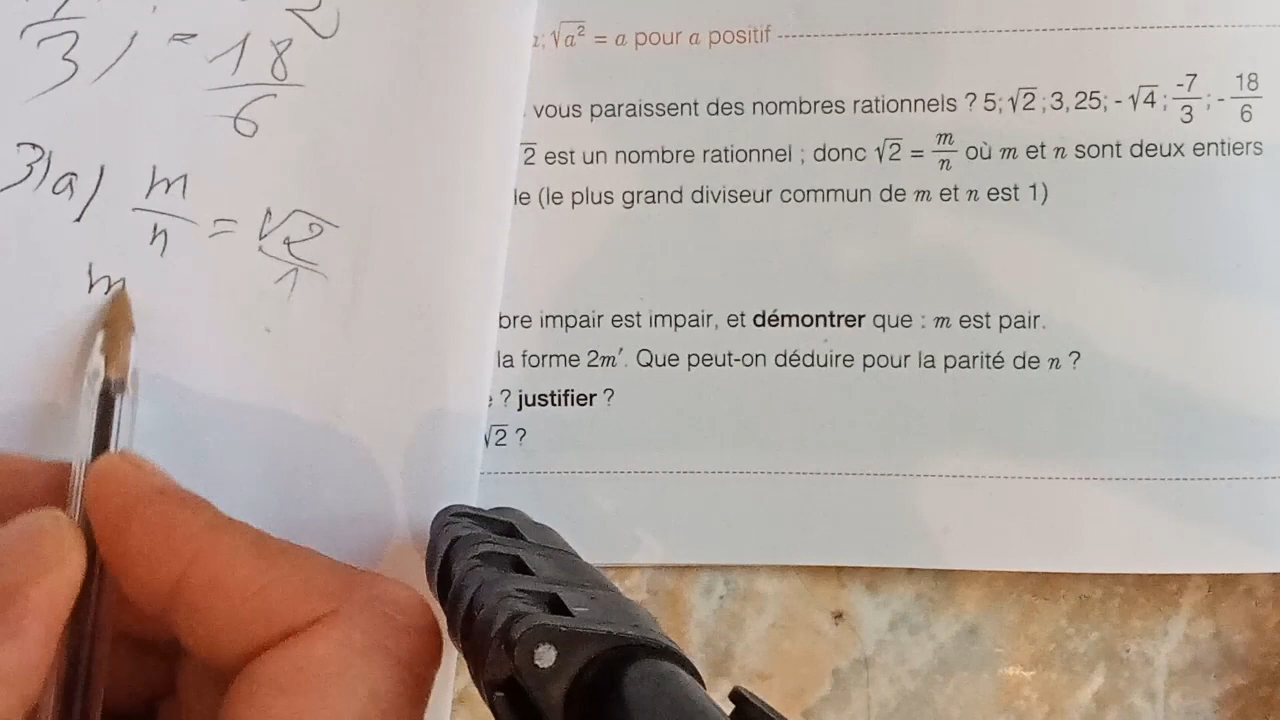 3 ) = 18 2
6
3) a) m/n = √2/1
m
√a² = a pour a positif
vous paraissent des nombres rationnels ? 5; √2 ; 3, 25; - √4 ; -7/3 ; - 18/6
2 est un nombre rationnel ; donc √2 = m/n où m et n sont deux entiers
le (le plus grand diviseur commun de m et n est 1)
bre impair est impair, et démontrer que : m est pair.
la forme 2m′. Que peut-on déduire pour la parité de n ?
? justifier ?
√2 ?